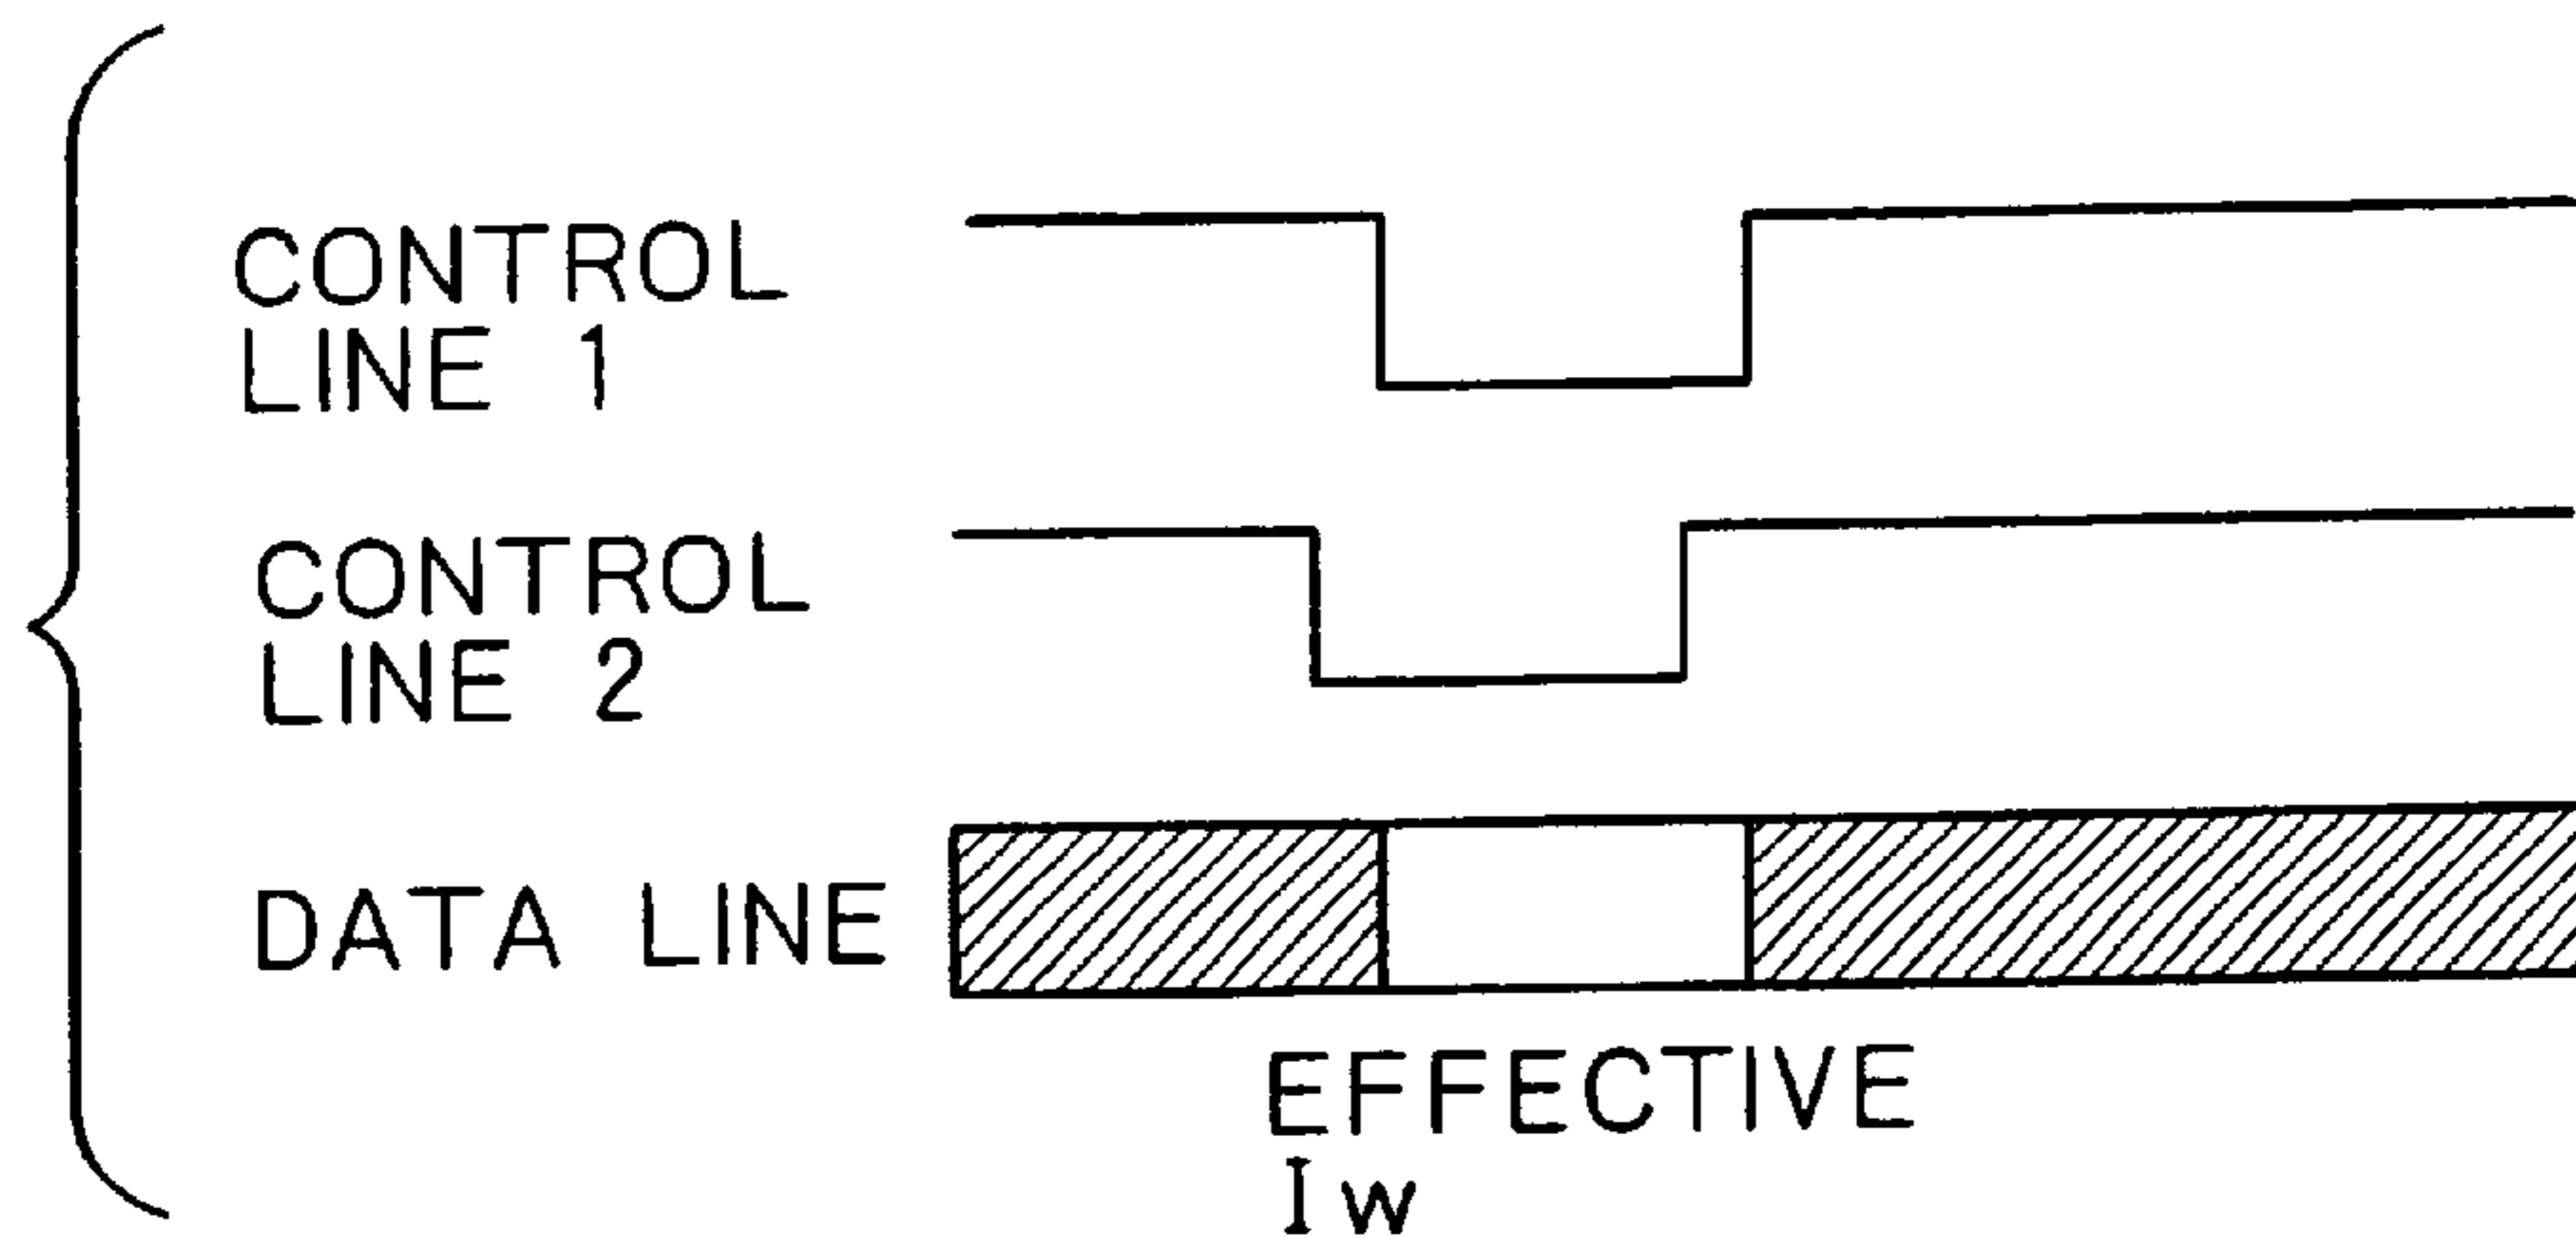 CONTROL
LINE 1
CONTROL
LINE 2
DATA LINE
EFFECTIVE
Iw